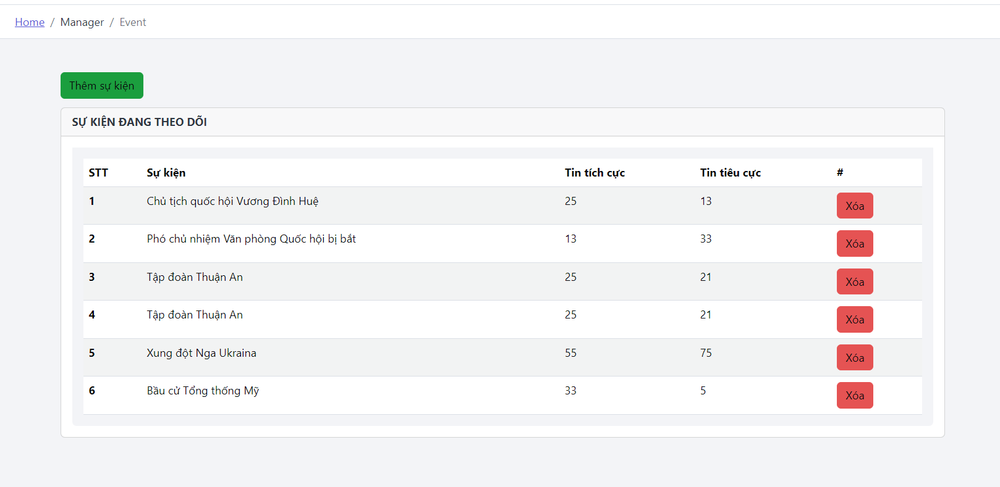 Home / Manager / Event
Thêm sự kiện
SỰ KIỆN ĐANG THEO DÕI
STT Sự kiện Tin tích cực Tin tiêu cực #
1 Chủ tịch quốc hội Vương Đình Huệ 25 13 Xóa
2 Phó chủ nhiệm Văn phòng Quốc hội bị bắt 13 33 Xóa
3 Tập đoàn Thuận An 25 21 Xóa
4 Tập đoàn Thuận An 25 21 Xóa
5 Xung đột Nga Ukraina 55 75 Xóa
6 Bầu cử Tổng thống Mỹ 33 5 Xóa